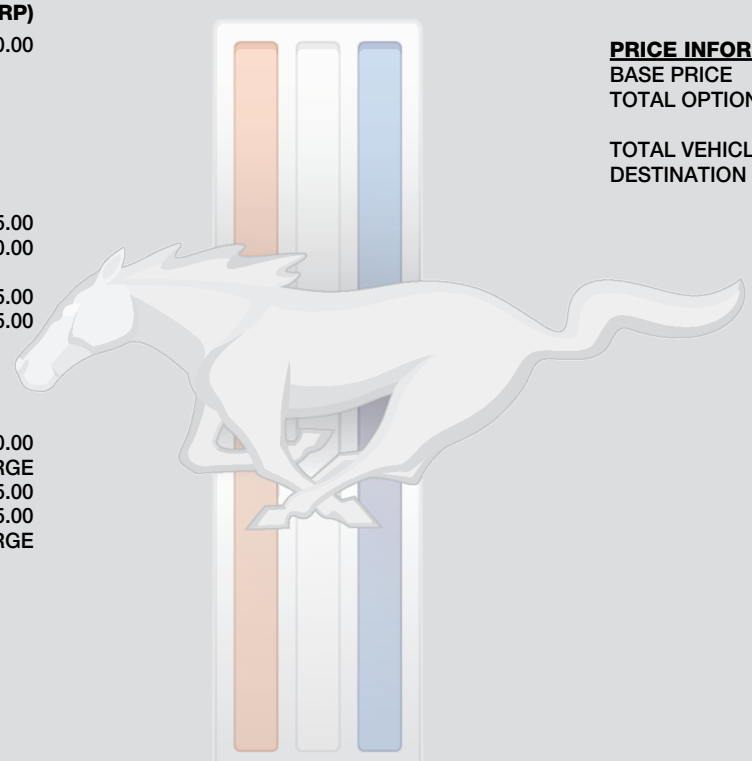 RP)
0.00
5.00
0.00
5.00
5.00
0.00
RGE
5.00
5.00
RGE
PRICE INFOR
BASE PRICE
TOTAL OPTION
TOTAL VEHICL
DESTINATION